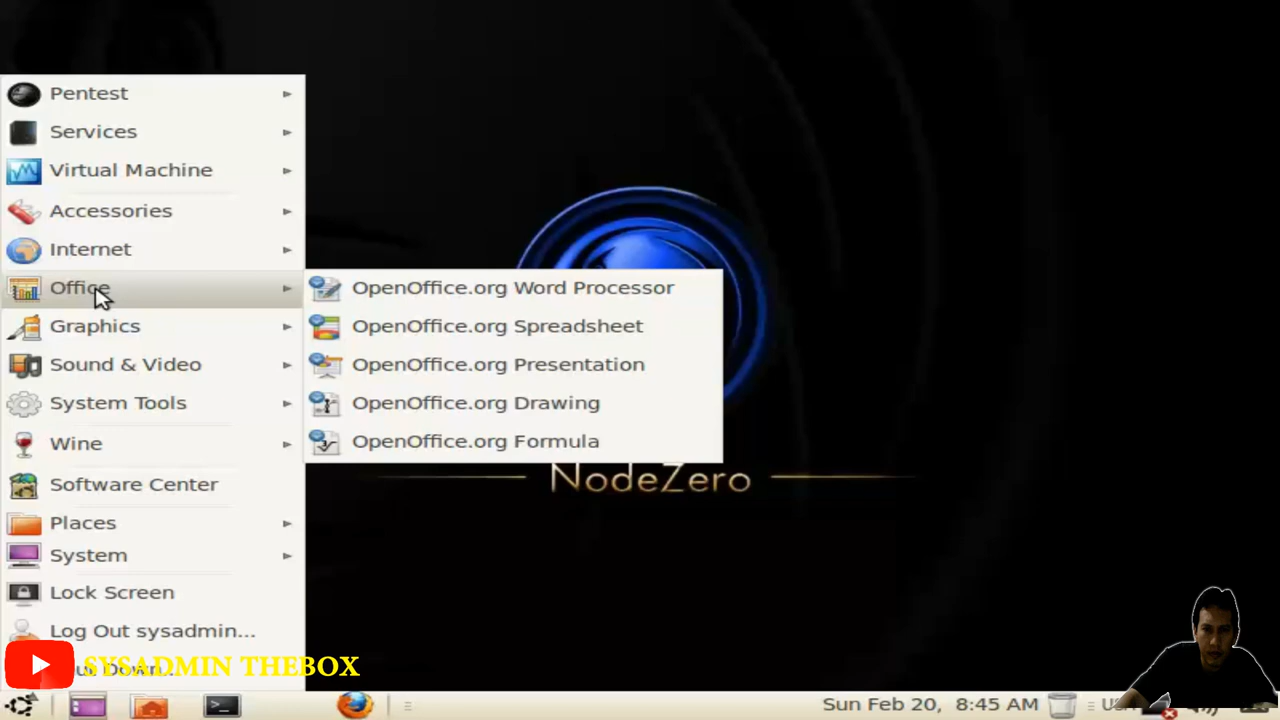 Pentest
Services
Virtual Machine
Accessories
Internet
Office
OpenOffice.org Word Processor
Graphics
OpenOffice.org Spreadsheet
Sound & Video
OpenOffice.org Presentation
System Tools
OpenOffice.org Drawing
Wine
OpenOffice.org Formula
NodeZero
Software Center
Places
System
Lock Screen
Log Out sysadmin...
SYSADMIN THEBOX
Sun Feb 20, 8:45 AM